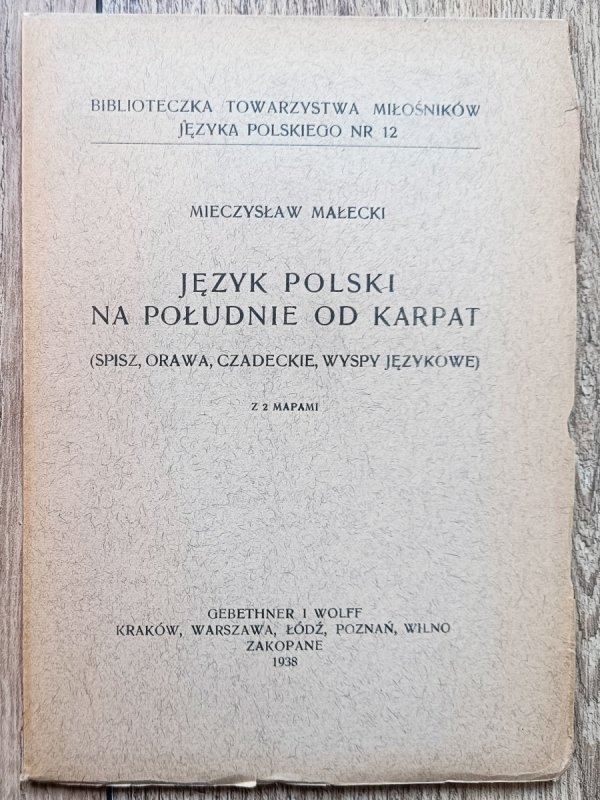 BIBLIOTECZKA TOWARZYSTWA MIŁOŚNIKÓW
JĘZYKA POLSKIEGO NR 12
MIECZYSŁAW MAŁECKI
JĘZYK POLSKI
NA POŁUDNIE OD KARPAT
(SPISZ, ORAWA, CZADECKIE, WYSPY JĘZYKOWE)
Z 2 MAPAMI
GEBETHNER I WOLFF
KRAKÓW, WARSZAWA, ŁÓDŹ, POZNAŃ, WILNO
ZAKOPANE
1938